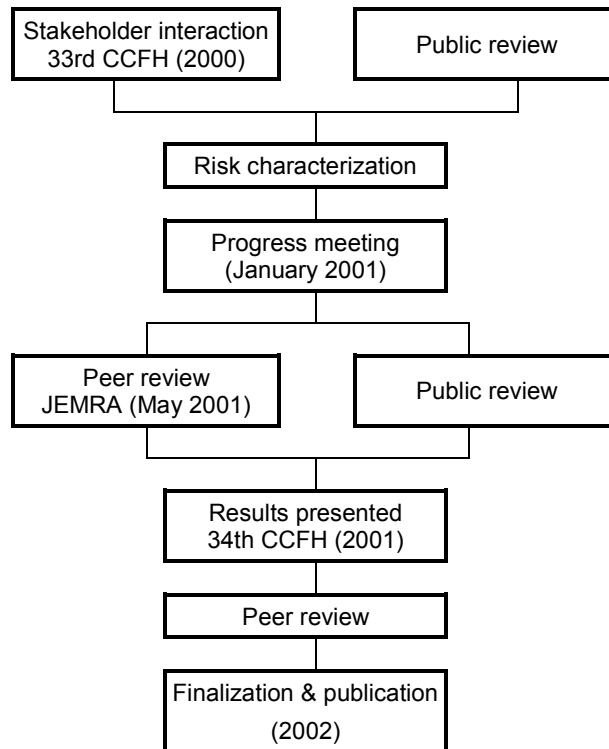 Stakeholder interaction
33rd CCFH (2000)
Public review
Risk characterization
Progress meeting
(January 2001)
Peer review
JEMRA (May 2001)
Public review
Results presented
34th CCFH (2001)
Peer review
Finalization & publication
(2002)